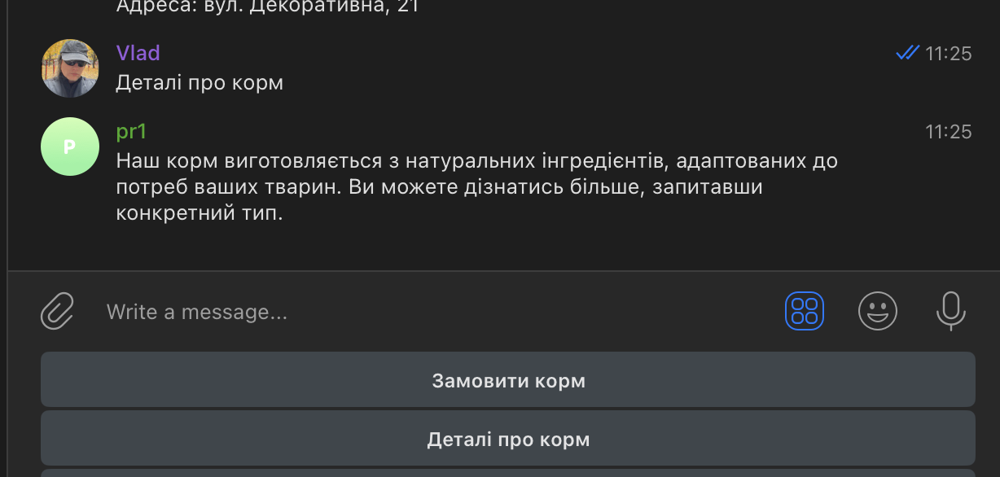 Адреса: вул. Декоративна, 21
Vlad
11:25
Деталі про корм
P
pr1
11:25
Наш корм виготовляється з натуральних інгредієнтів, адаптованих до
потреб ваших тварин. Ви можете дізнатись більше, запитавши
конкретний тип.
Write a message...
Замовити корм
Деталі про корм